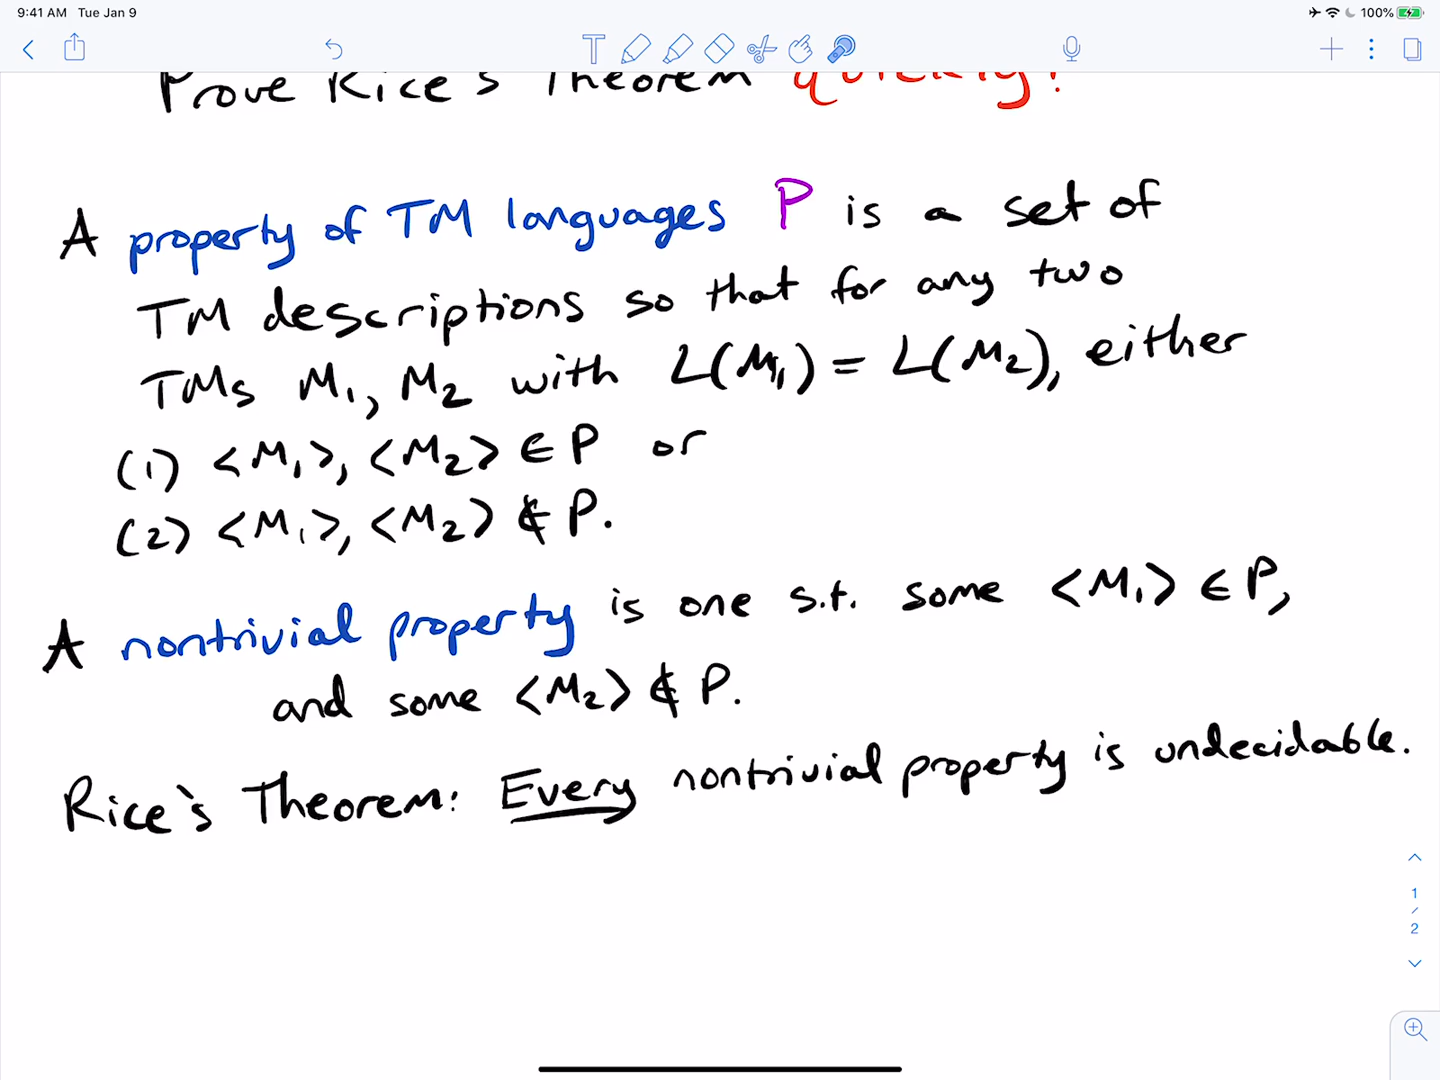 9:41 AM Tue Jan 9
100%
T
Prove Rice's Theorem quickly!
A property of TM languages P is a set of
TM descriptions so that for any two
TMs M₁, M₂ with L(M₁) = L(M₂), either
(1) <M₁>, <M₂> ∈ P or
(2) <M₁>, <M₂> ∉ P.
A nontrivial property is one s.t. some <M₁> ∈ P,
and some <M₂> ∉ P.
Rice's Theorem: Every nontrivial property is undecidable.
1
/
2